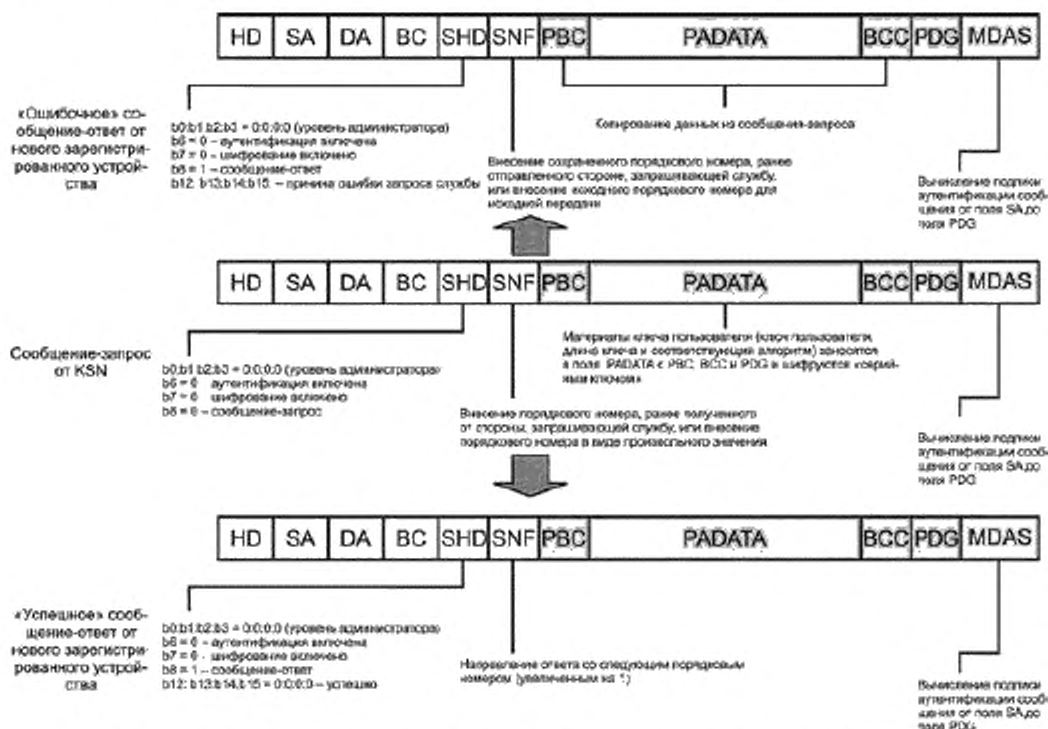 HD SA DA BC SHD SNF PBC PADATA BCC PDG MDAS
«Ошибочное» со-
общение-ответ от
нового зарегистри-
рованного устрой-
ства
b0:b1:b2:b3 = 0:0:0:0 (уровень администратора)
b6 = 0 – аутентификация включена
b7 = 0 – шифрование включено
b8 = 1 – сообщение-ответ
b12: b13:b14:b15: – причина ошибки запроса службы
Копирование данных из сообщения-запроса
Внесение сохраненного порядкового номера, ранее
отправленного стороне, запрашивающей службу,
или внесение исходного порядкового номера для
исходной передачи
Вычисление подписи
аутентификации сооб-
щения от поля SA до
поля PDG
HD SA DA BC SHD SNF PBC PADATA BCC PDG MDAS
Сообщение-запрос
от KSN
b0:b1:b2:b3 = 0:0:0:0 (уровень администратора)
b6 = 0 аутентификация включена
b7 = 0 шифрование включено
b8 = 0 – сообщение-запрос
Материалы ключа пользователя (ключ пользователя,
длина ключа и соответствующий алгоритм) заносятся
в поля PADATA с PBC, BCC и PDG и шифруются «серий-
ным ключом»
Внесение порядкового номера, ранее полученного
от стороны, запрашивающей службу, или внесение
порядкового номера в виде произвольного значения
Вычисление подписи
аутентификации сооб-
щения от поля SA до
поля PDG
HD SA DA BC SHD SNF PBC PADATA BCC PDG MDAS
«Успешное» сооб-
щение-ответ от
нового зарегистри-
рованного устрой-
ства
b0:b1:b2:b3 = 0:0:0:0 (уровень администратора)
b6 = 0 – аутентификация включена
b7 = 0 - шифрование включено
b8 = 1 – сообщение-ответ
b12: b13:b14:b15 = 0:0:0:0 – успешно
Направление ответа со следующим порядковым
номером (увеличенным на 1)
Вычисление подписи
аутентификации сооб-
щения от поля SA до
поля PDG